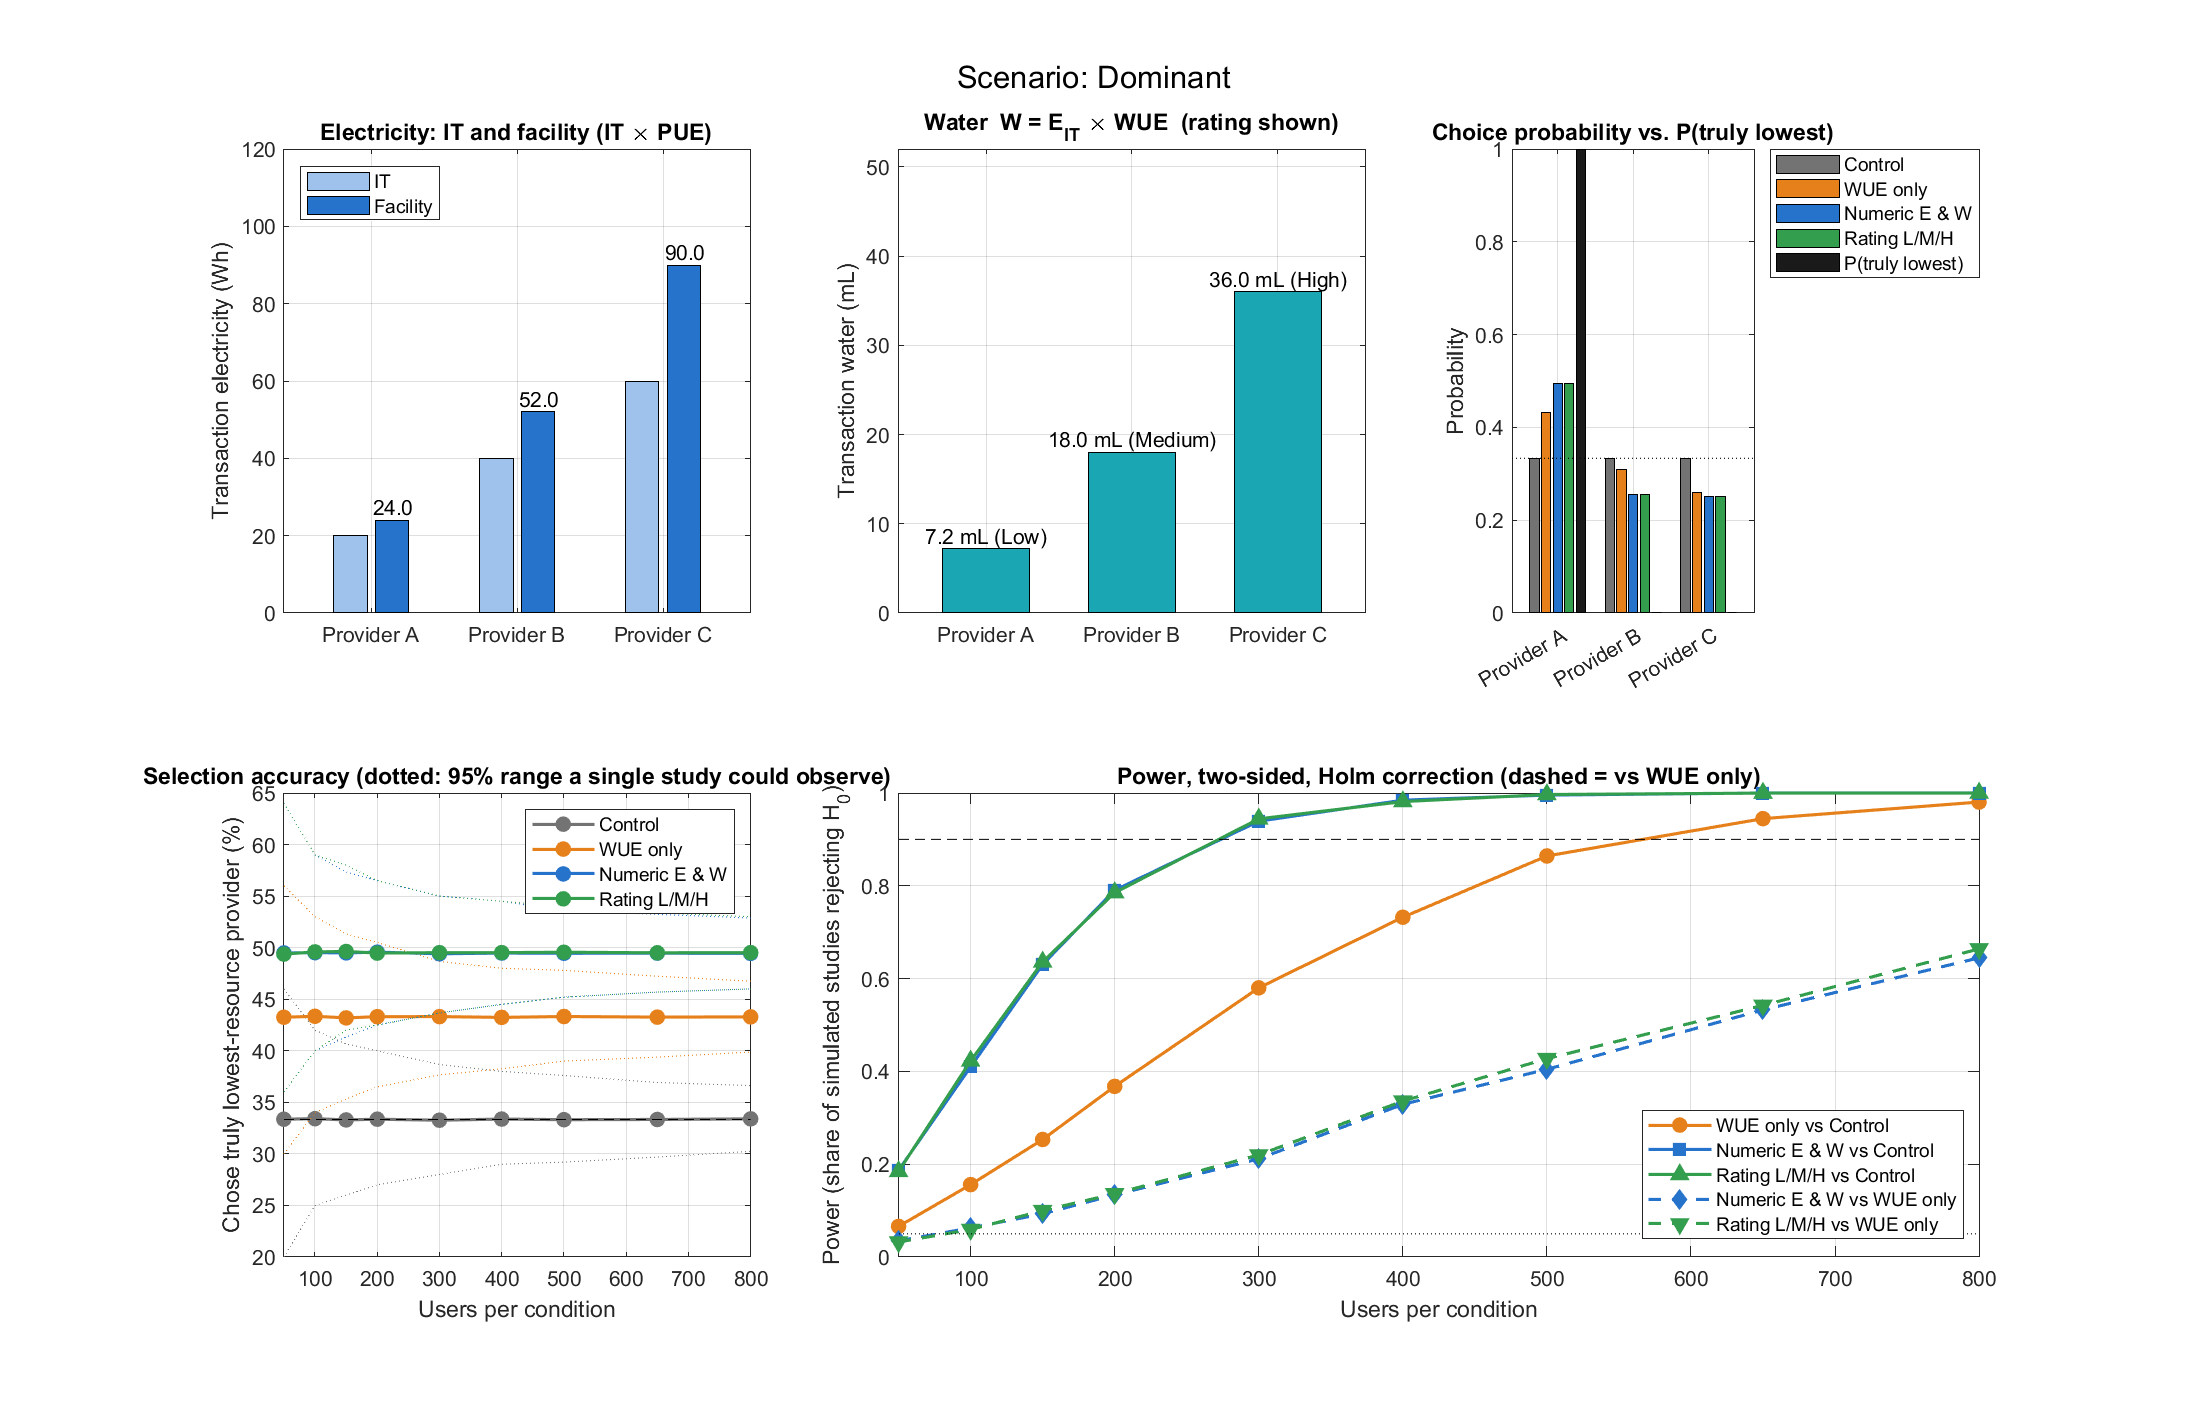 Scenario: Dominant
Electricity: IT and facility (IT × PUE)
120
100
80
60
40
20
0
Transaction electricity (Wh)
IT
Facility
24.0
52.0
90.0
Provider A
Provider B
Provider C
Water W = E_IT × WUE (rating shown)
50
40
30
20
10
0
Transaction water (mL)
7.2 mL (Low)
18.0 mL (Medium)
36.0 mL (High)
Provider A
Provider B
Provider C
Choice probability vs. P(truly lowest)
1
0.8
0.6
0.4
0.2
0
Probability
Provider A
Provider B
Provider C
Control
WUE only
Numeric E & W
Rating L/M/H
P(truly lowest)
Selection accuracy (dotted: 95% range a single study could observe)
65
60
55
50
45
40
35
30
25
20
Chose truly lowest-resource provider (%)
Control
WUE only
Numeric E & W
Rating L/M/H
100 200 300 400 500 600 700 800
Users per condition
Power, two-sided, Holm correction (dashed = vs WUE only)
1
0.8
0.6
0.4
0.2
0
Power (share of simulated studies rejecting H_0)
WUE only vs Control
Numeric E & W vs Control
Rating L/M/H vs Control
Numeric E & W vs WUE only
Rating L/M/H vs WUE only
100 200 300 400 500 600 700 800
Users per condition